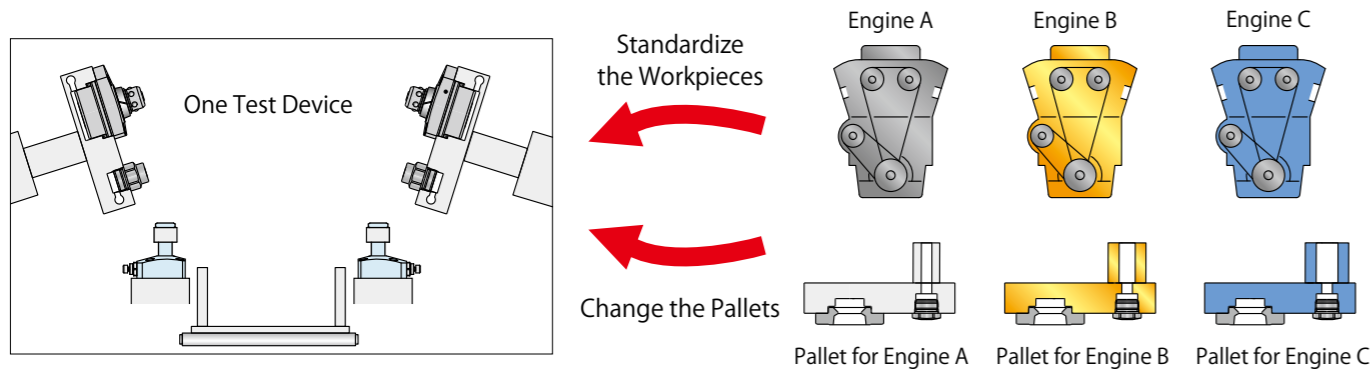 Engine A
Engine B
Engine C
Standardize
the Workpieces
One Test Device
Change the Pallets
Pallet for Engine A
Pallet for Engine B
Pallet for Engine C